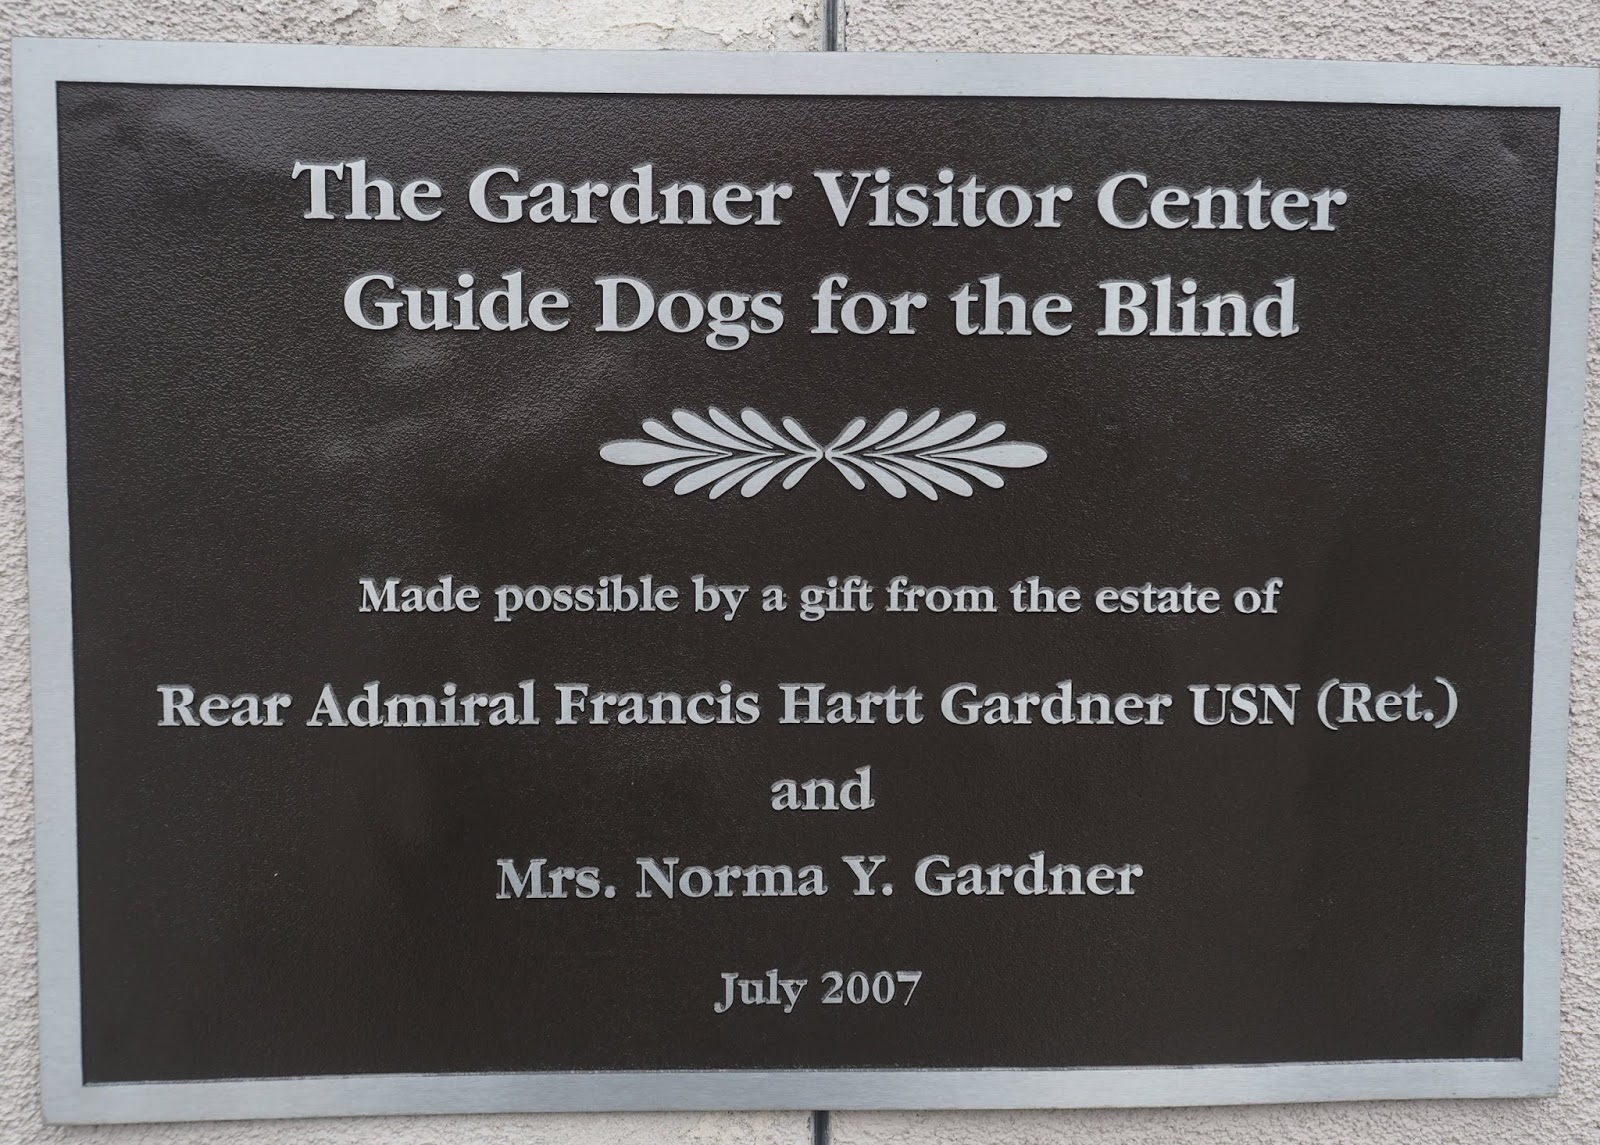 The Gardner Visitor Center
Guide Dogs for the Blind
Made possible by a gift from the estate of
Rear Admiral Francis Hartt Gardner USN (Ret.)
and
Mrs. Norma Y. Gardner
July 2007